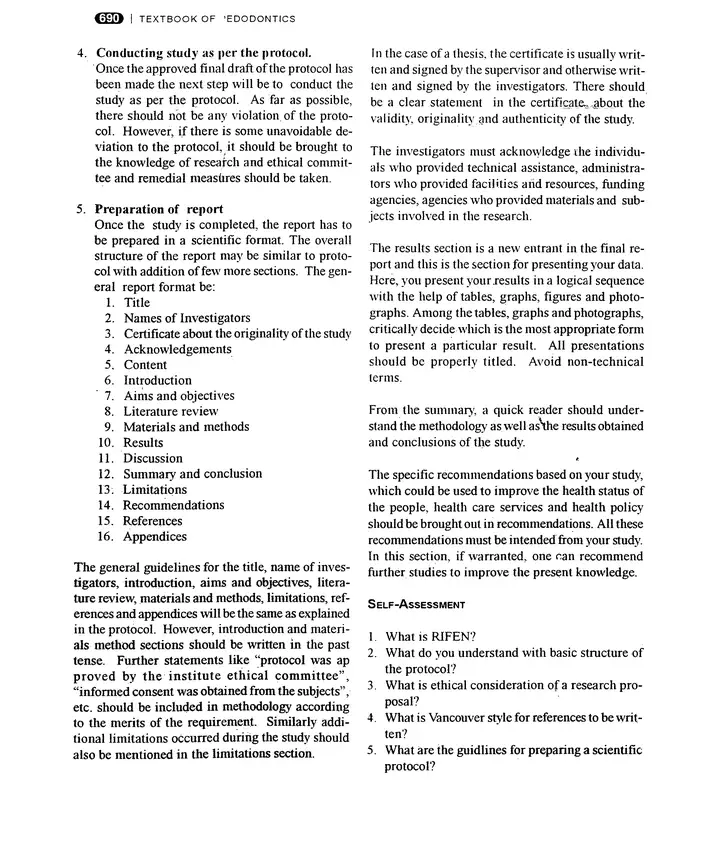 690 | TEXTBOOK OF 'EDODONTICS
4. Conducting study as per the protocol.
Once the approved final draft of the protocol has
been made the next step will be to conduct the
study as per the protocol. As far as possible,
there should not be any violation of the proto-
col. However, if there is some unavoidable de-
viation to the protocol, it should be brought to
the knowledge of research and ethical commit-
tee and remedial measures should be taken.
5. Preparation of report
Once the study is completed, the report has to
be prepared in a scientific format. The overall
structure of the report may be similar to proto-
col with addition of few more sections. The gen-
eral report format be:
1. Title
2. Names of Investigators
3. Certificate about the originality of the study
4. Acknowledgements
5. Content
6. Introduction
7. Aims and objectives
8. Literature review
9. Materials and methods
10. Results
11. Discussion
12. Summary and conclusion
13. Limitations
14. Recommendations
15. References
16. Appendices
The general guidelines for the title, name of inves-
tigators, introduction, aims and objectives, litera-
ture review, materials and methods, limitations, ref-
erences and appendices will be the same as explained
in the protocol. However, introduction and materi-
als method sections should be written in the past
tense. Further statements like “protocol was ap
proved by the institute ethical committee”,
“informed consent was obtained from the subjects”,
etc. should be included in methodology according
to the merits of the requirement. Similarly addi-
tional limitations occurred during the study should
also be mentioned in the limitations section.
In the case of a thesis, the certificate is usually writ-
ten and signed by the supervisor and otherwise writ-
ten and signed by the investigators. There should
be a clear statement in the certificate, about the
validity, originality and authenticity of the study.
The investigators must acknowledge the individu-
als who provided technical assistance, administra-
tors who provided facilities and resources, funding
agencies, agencies who provided materials and sub-
jects involved in the research.
The results section is a new entrant in the final re-
port and this is the section for presenting your data.
Here, you present your results in a logical sequence
with the help of tables, graphs, figures and photo-
graphs. Among the tables, graphs and photographs,
critically decide which is the most appropriate form
to present a particular result. All presentations
should be properly titled. Avoid non-technical
terms.
From the summary, a quick reader should under-
stand the methodology as well as the results obtained
and conclusions of the study.
The specific recommendations based on your study,
which could be used to improve the health status of
the people, health care services and health policy
should be brought out in recommendations. All these
recommendations must be intended from your study.
In this section, if warranted, one can recommend
further studies to improve the present knowledge.
SELF-ASSESSMENT
1. What is RIFEN?
2. What do you understand with basic structure of
the protocol?
3. What is ethical consideration of a research pro-
posal?
4. What is Vancouver style for references to be writ-
ten?
5. What are the guidlines for preparing a scientific
protocol?